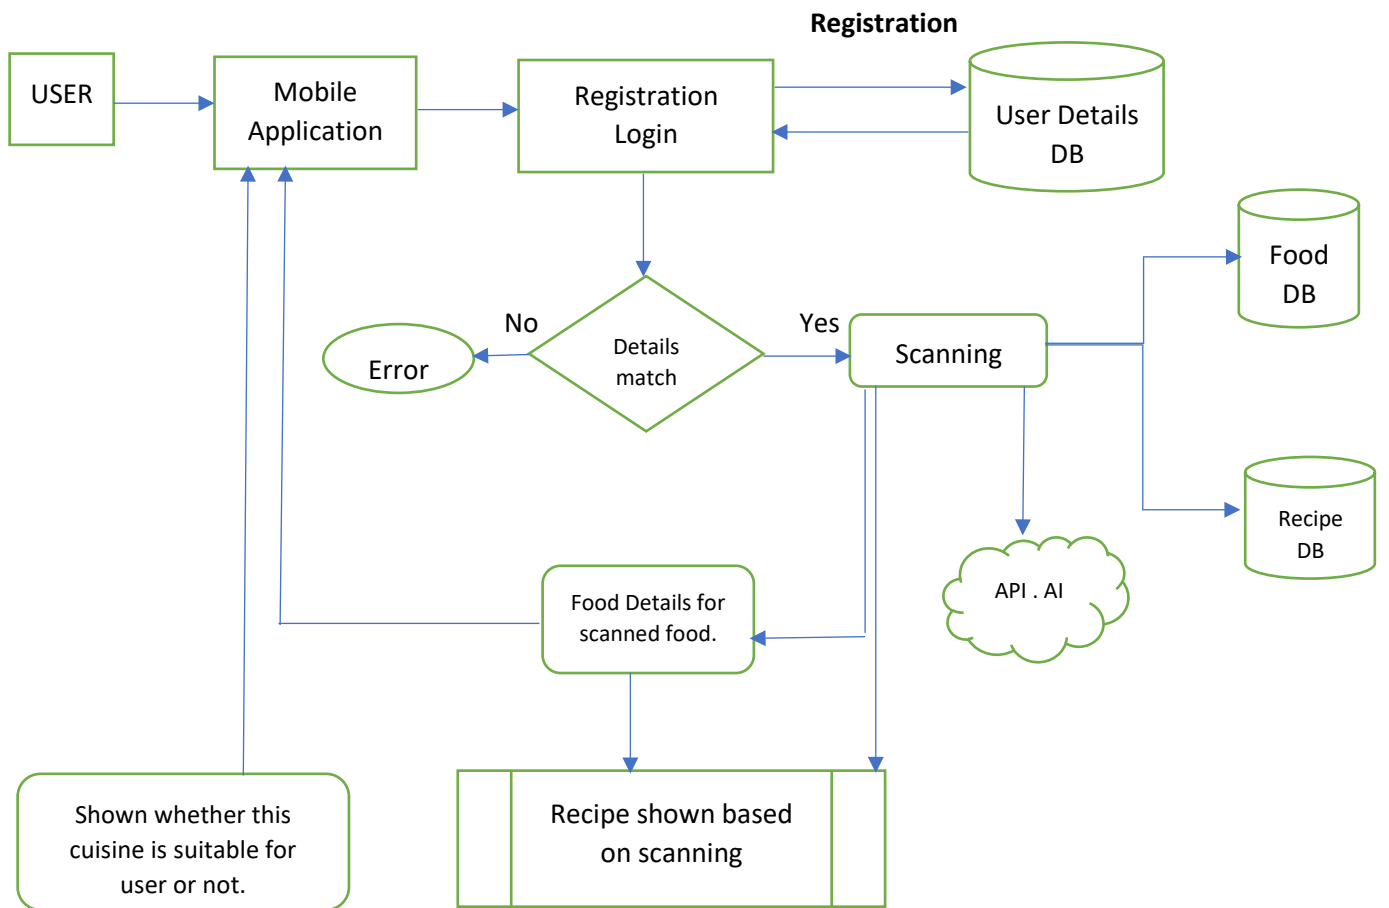 Registration
USER
Mobile
Application
Registration
Login
User Details
DB
Food
DB
No
Yes
Error
Details
match
Scanning
Recipe
DB
API . AI
Food Details for
scanned food.
Shown whether this
cuisine is suitable for
user or not.
Recipe shown based
on scanning